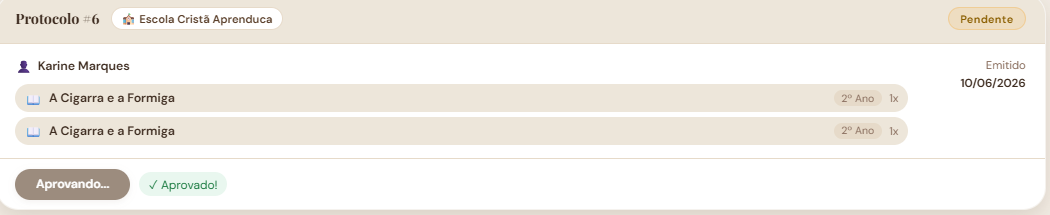 Protocolo #6 Escola Cristã Aprenduca Pendente
Karine Marques Emitido
10/06/2026
A Cigarra e a Formiga 2º Ano 1x
A Cigarra e a Formiga 2º Ano 1x
Aprovando... ✓ Aprovado!